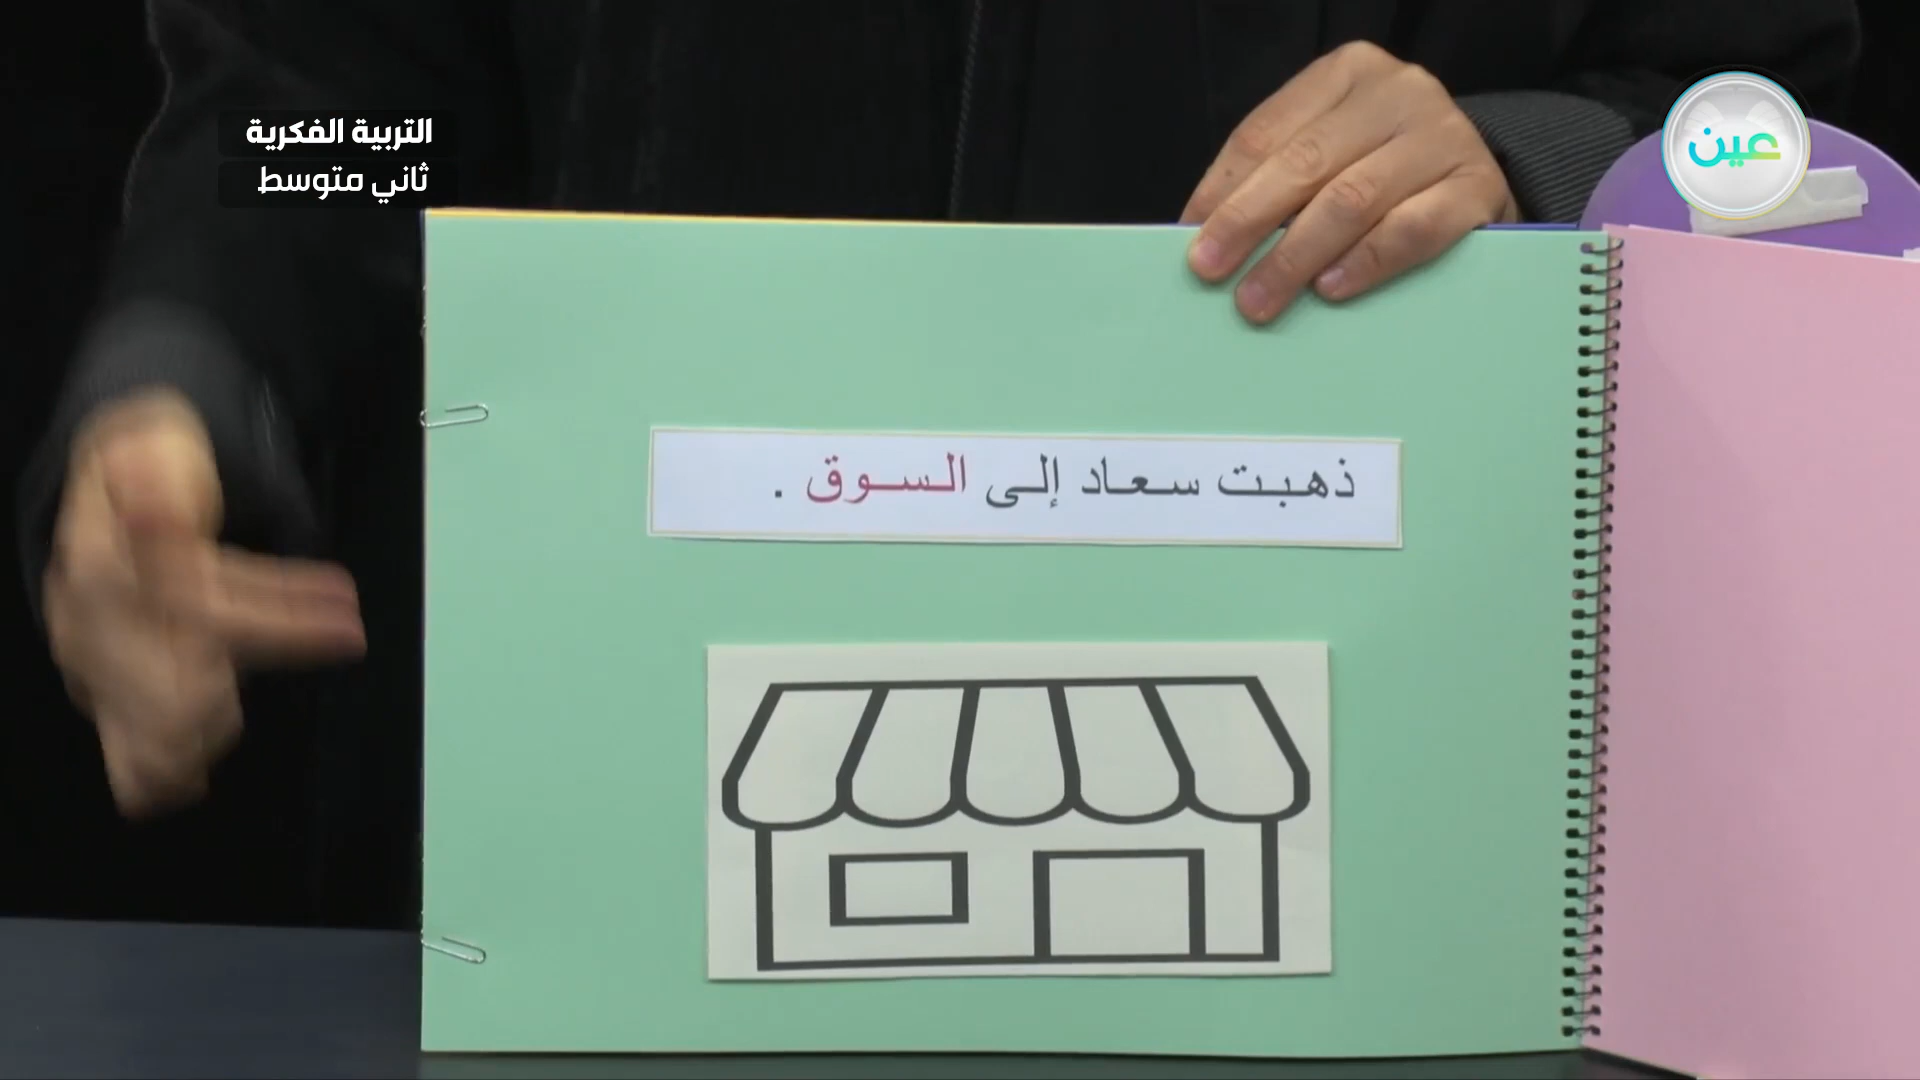 التربية الفكرية
ثاني متوسط
عين
ذهبت سعاد إلى السوق .